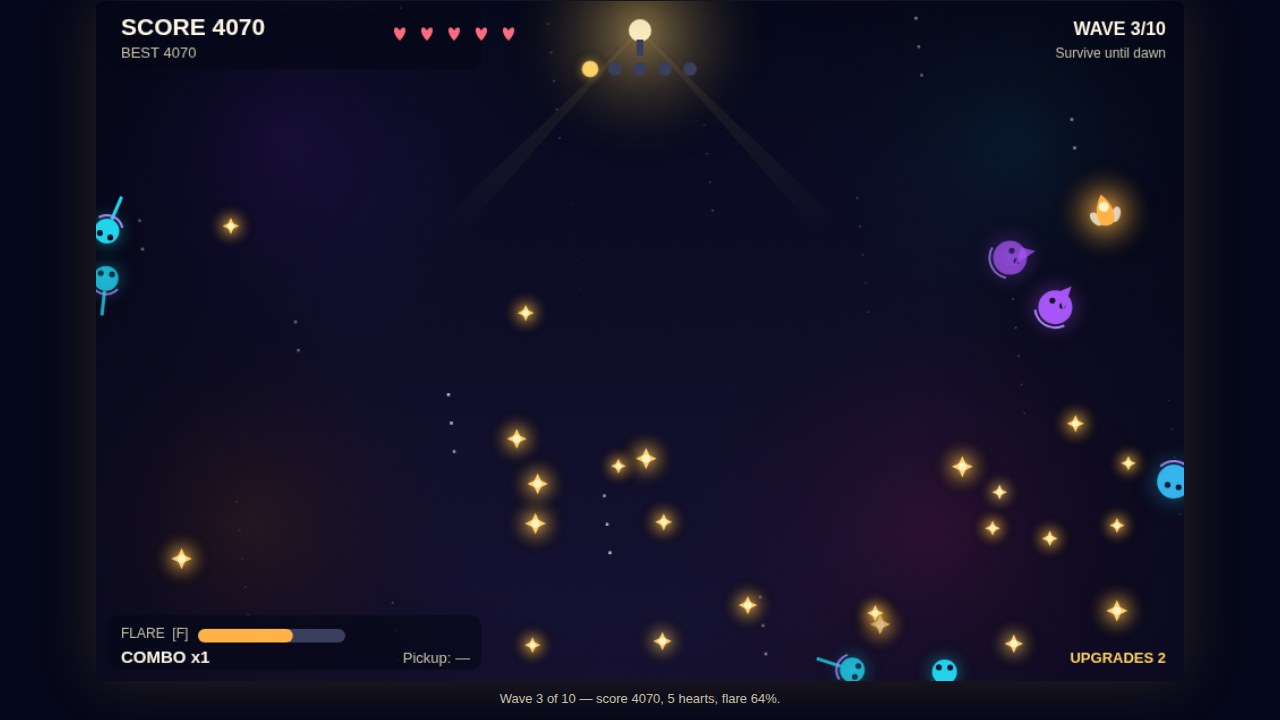 SCORE 4070
BEST 4070
WAVE 3/10
Survive until dawn
FLARE [F]
COMBO x1
Pickup: —
UPGRADES 2
Wave 3 of 10 — score 4070, 5 hearts, flare 64%.